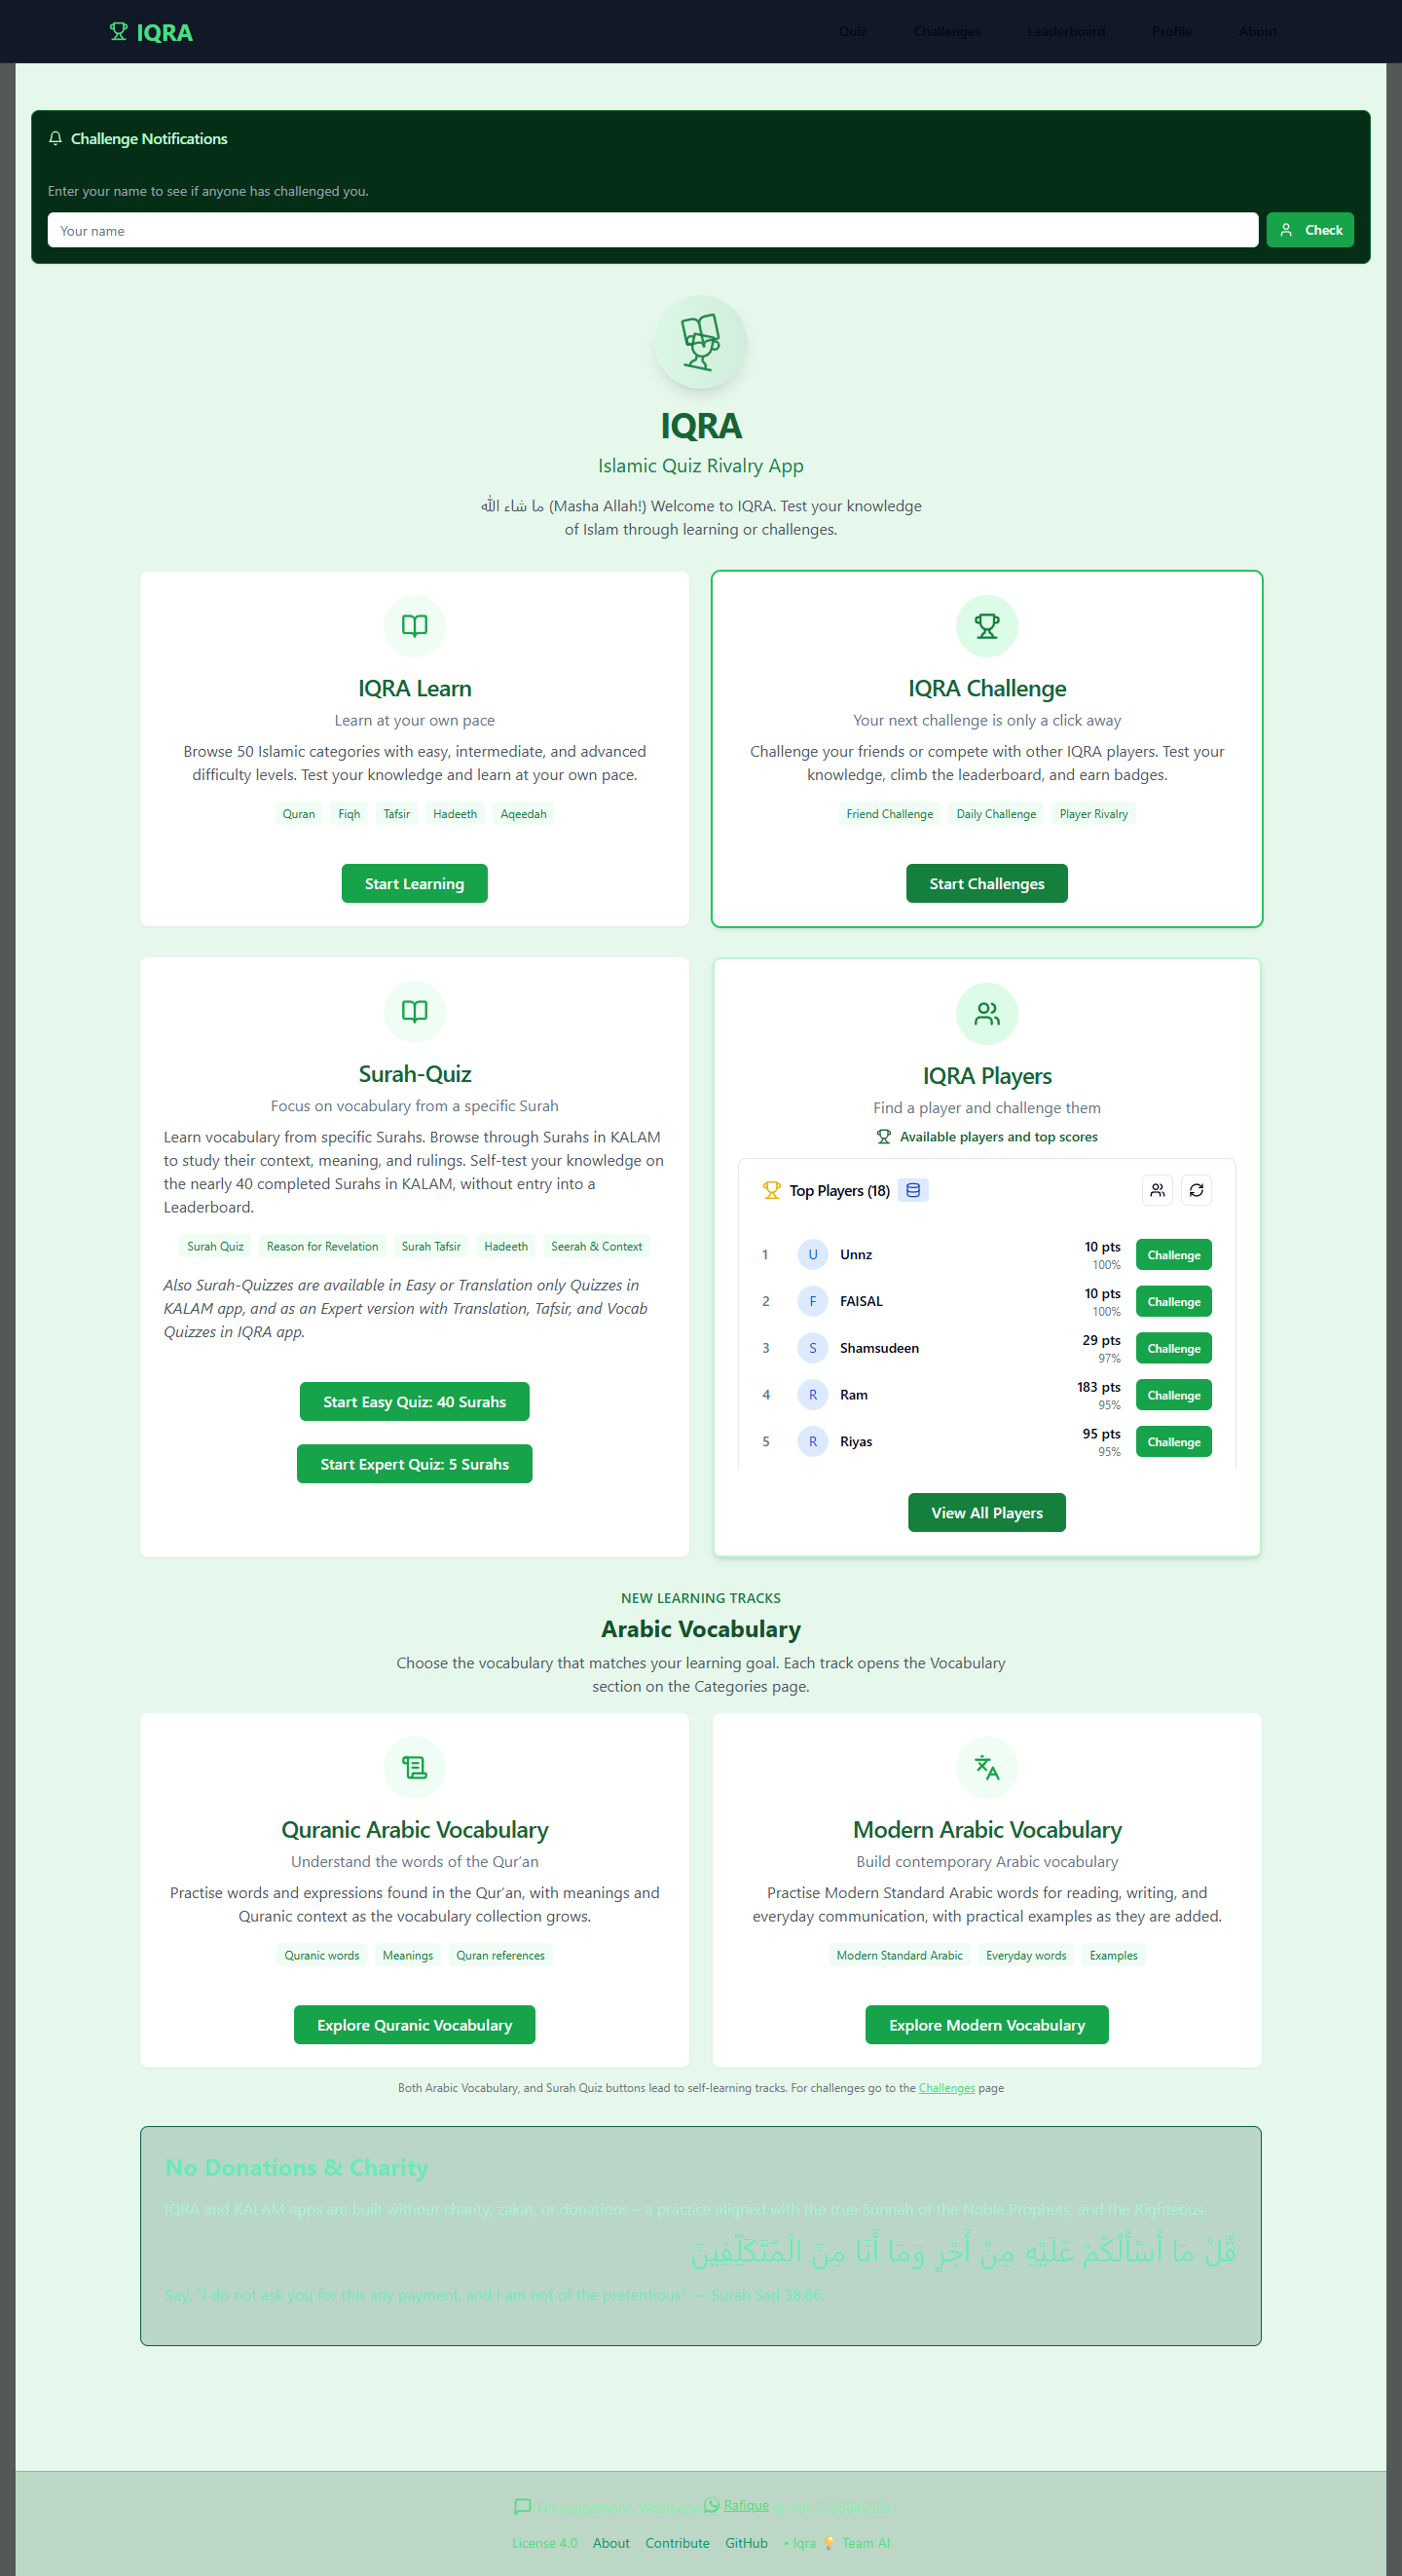 IQRA
Quiz Challenges Leaderboard Profile About
Challenge Notifications
Enter your name to see if anyone has challenged you.
Your name
Check
IQRA
Islamic Quiz Rivalry App
ما شاء الله (Masha Allah!) Welcome to IQRA. Test your knowledge
of Islam through learning or challenges.
IQRA Learn
Learn at your own pace
Browse 50 Islamic categories with easy, intermediate, and advanced
difficulty levels. Test your knowledge and learn at your own pace.
Quran Fiqh Tafsir Hadeeth Aqeedah
Start Learning
IQRA Challenge
Your next challenge is only a click away
Challenge your friends or compete with other IQRA players. Test your
knowledge, climb the leaderboard, and earn badges.
Friend Challenge Daily Challenge Player Rivalry
Start Challenges
Surah-Quiz
Focus on vocabulary from a specific Surah
Learn vocabulary from specific Surahs. Browse through Surahs in KALAM
to study their context, meaning, and rulings. Self-test your knowledge on
the nearly 40 completed Surahs in KALAM, without entry into a
Leaderboard.
Surah Quiz Reason for Revelation Surah Tafsir Hadeeth Seerah & Context
Also Surah-Quizzes are available in Easy or Translation only Quizzes in
KALAM app, and as an Expert version with Translation, Tafsir, and Vocab
Quizzes in IQRA app.
Start Easy Quiz: 40 Surahs
Start Expert Quiz: 5 Surahs
IQRA Players
Find a player and challenge them
Available players and top scores
Top Players (18)
1 U Unnz 10 pts Challenge
100%
2 F FAISAL 10 pts Challenge
100%
3 S Shamsudeen 29 pts Challenge
97%
4 R Ram 183 pts Challenge
95%
5 R Riyas 95 pts Challenge
95%
View All Players
NEW LEARNING TRACKS
Arabic Vocabulary
Choose the vocabulary that matches your learning goal. Each track opens the Vocabulary
section on the Categories page.
Quranic Arabic Vocabulary
Understand the words of the Qur’an
Practise words and expressions found in the Qur’an, with meanings and
Quranic context as the vocabulary collection grows.
Quranic words Meanings Quran references
Explore Quranic Vocabulary
Modern Arabic Vocabulary
Build contemporary Arabic vocabulary
Practise Modern Standard Arabic words for reading, writing, and
everyday communication, with practical examples as they are added.
Modern Standard Arabic Everyday words Examples
Explore Modern Vocabulary
Both Arabic Vocabulary, and Surah Quiz buttons lead to self-learning tracks. For challenges go to the Challenges page
No Donations & Charity
IQRA and KALAM apps are built without charity, zakat, or donations – a practice aligned with the true Sunnah of the Noble Prophets, and the Righteous.
قُلْ مَا أَسْأَلُكُمْ عَلَيْهِ مِنْ أَجْرٍ وَمَا أَنَا مِنَ الْمُتَكَلِّفِينَ
Say, "I do not ask you for this any payment, and I am not of the pretentious" — Surah Sad 38:86.
Rafique
License 4.0 About Contribute GitHub • Iqra 💡 Team AI